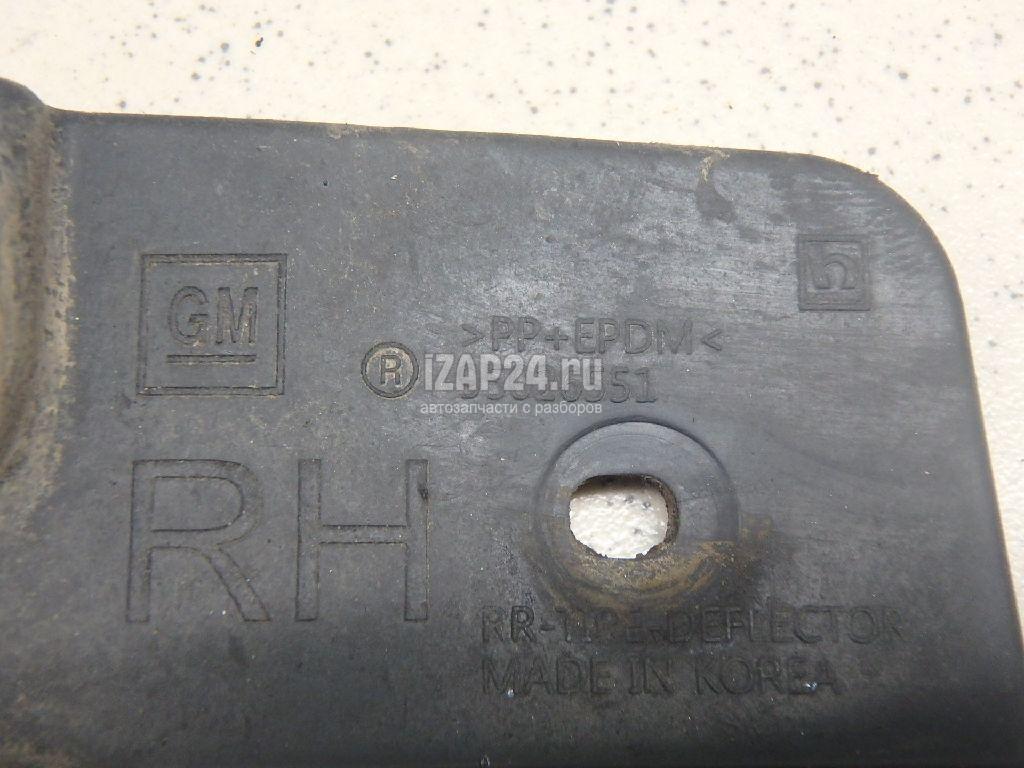 GM
>PP+EPDM<
®
iZAP24.ru
автозапчасти с разборов
RH
RR-TIRE DEFLECTOR
MADE IN KOREA